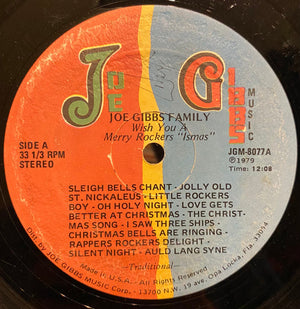 JOE GIBBS
MUSIC
JOE GIBBS FAMILY
Wish You A
Merry Rockers "Ismas"
SIDE A
33 1/3 RPM
STEREO
JGM-8077A
℗1979
Time: 12:08
SLEIGH BELLS CHANT - JOLLY OLD
ST. NICKALEUS - LITTLE ROCKERS
BOY - OH HOLY NIGHT - LOVE GETS
BETTER AT CHRISTMAS - THE CHRIST-
MAS SONG - I SAW THREE SHIPS -
CHRISTMAS BELLS ARE RINGING -
RAPPERS ROCKERS DELIGHT -
SILENT NIGHT - AULD LANG SYNE
-Traditional-
Made in U.S.A. - All Rights Reserved
Dist. by JOE GIBBS MUSIC Corp. - 13700 N.W. 19 Ave. Opa Locka, Fla. 33054